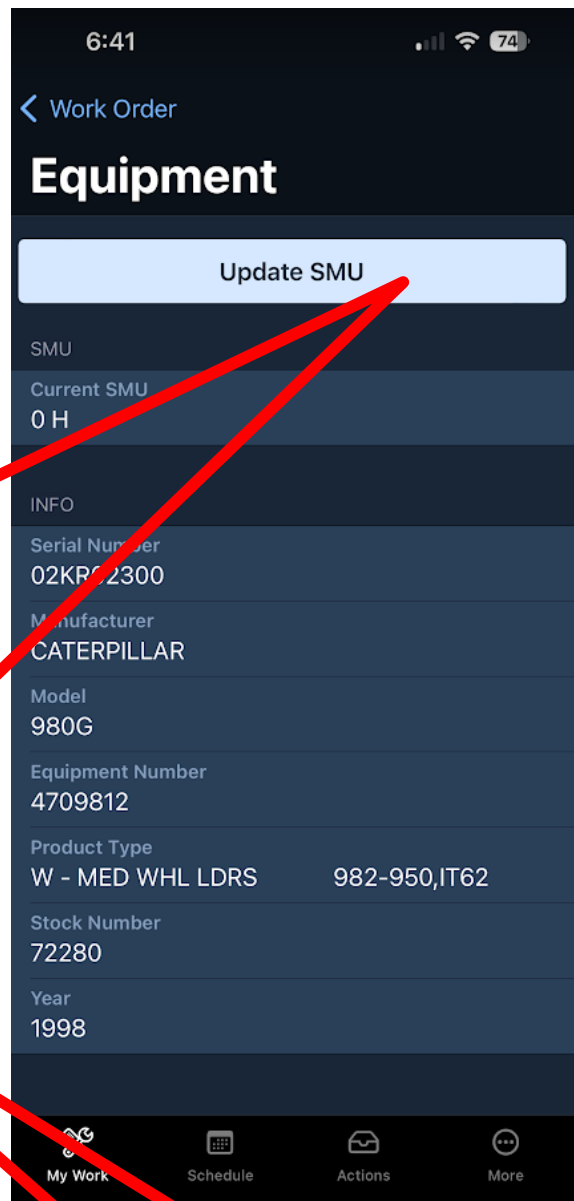 6:41
74
Work Order
Equipment
Update SMU
SMU
Current SMU
0 H
INFO
Serial Number
02KR02300
Manufacturer
CATERPILLAR
Model
980G
Equipment Number
4709812
Product Type
W - MED WHL LDRS 982-950,IT62
Stock Number
72280
Year
1998
My Work Schedule Actions More